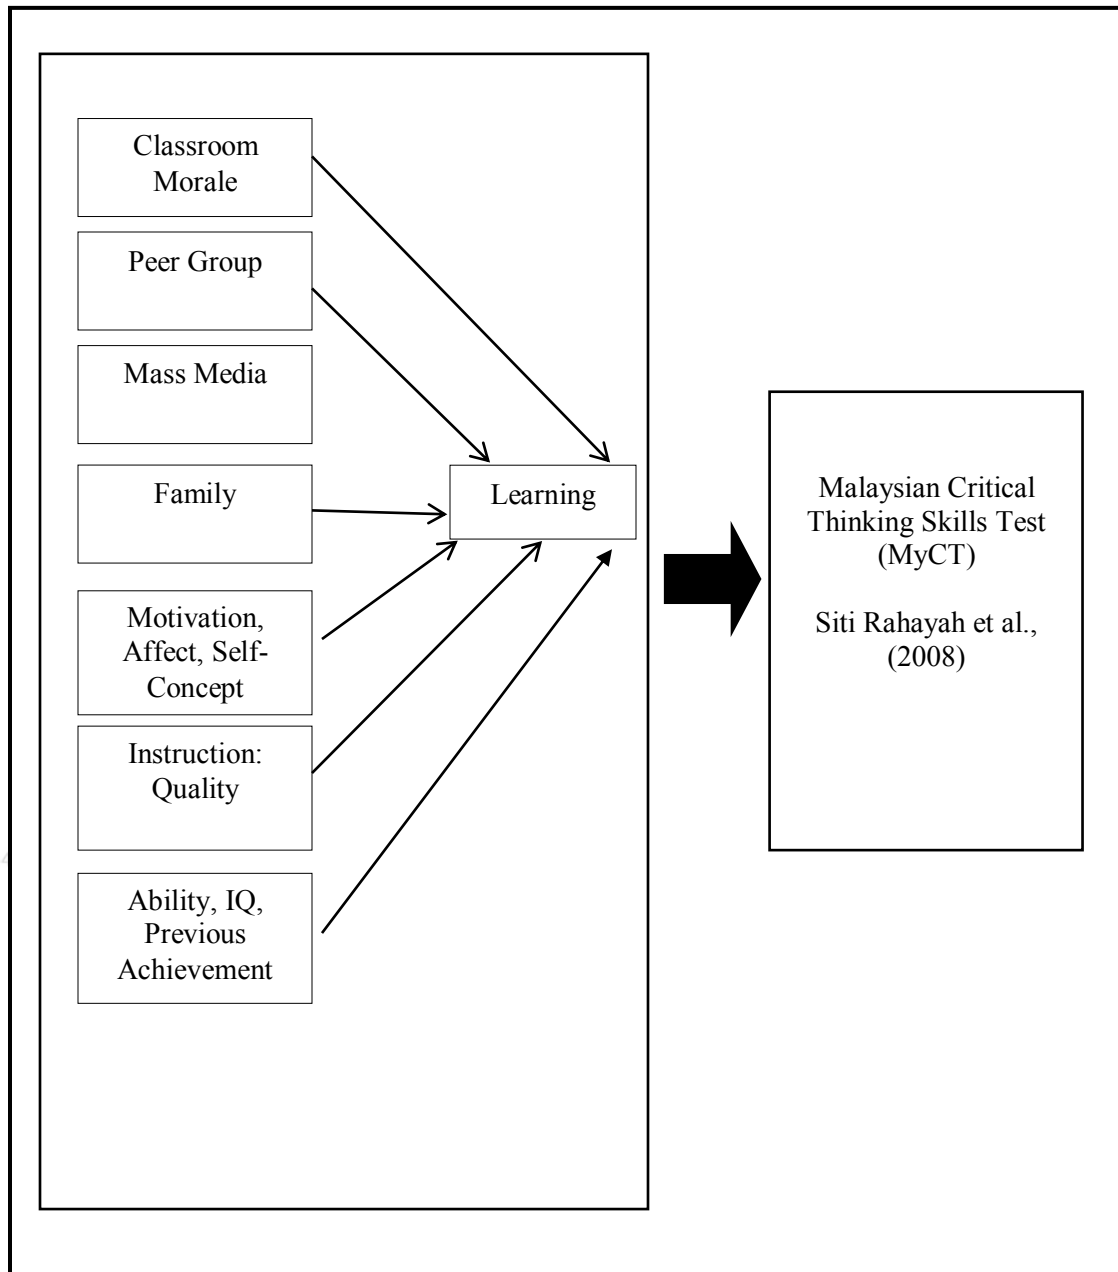 Classroom
Morale
Peer Group
Mass Media
Family
Motivation,
Affect, Self-
Concept
Instruction:
Quality
Ability, IQ,
Previous
Achievement
Learning
Malaysian Critical
Thinking Skills Test
(MyCT)
Siti Rahayah et al.,
(2008)